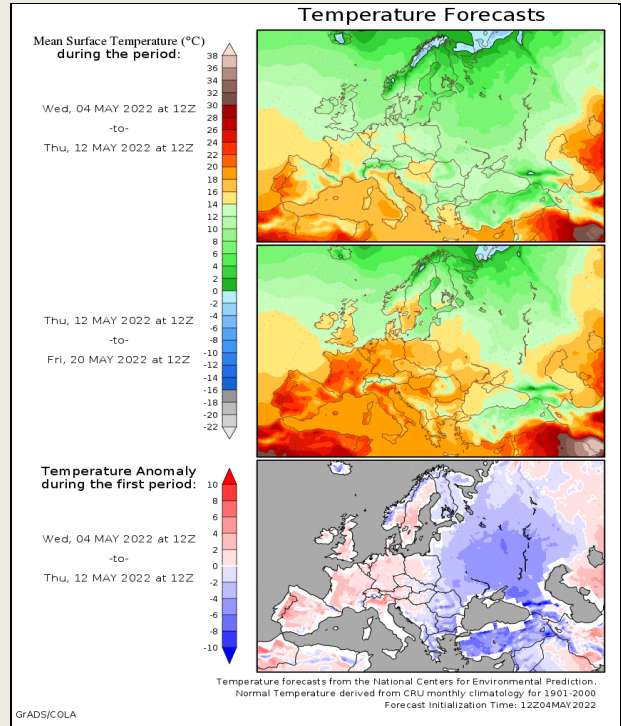 Temperature Forecasts
Mean Surface Temperature (°C)
during the period:
38
36
34
32
30
28
26
24
22
20
18
16
14
12
10
8
6
4
2
0
-2
-4
-6
-8
-10
-12
-14
-16
-18
-20
-22
Wed, 04 MAY 2022 at 12Z
-to-
Thu, 12 MAY 2022 at 12Z
Thu, 12 MAY 2022 at 12Z
-to-
Fri, 20 MAY 2022 at 12Z
Temperature Anomaly
during the first period:
10
8
6
4
2
0
-2
-4
-6
-8
-10
Wed, 04 MAY 2022 at 12Z
-to-
Thu, 12 MAY 2022 at 12Z
Temperature forecasts from the National Centers for Environmental Prediction.
Normal Temperature derived from CRU monthly climatology for 1901-2000
Forecast Initialization Time: 12Z04MAY2022
GrADS/COLA